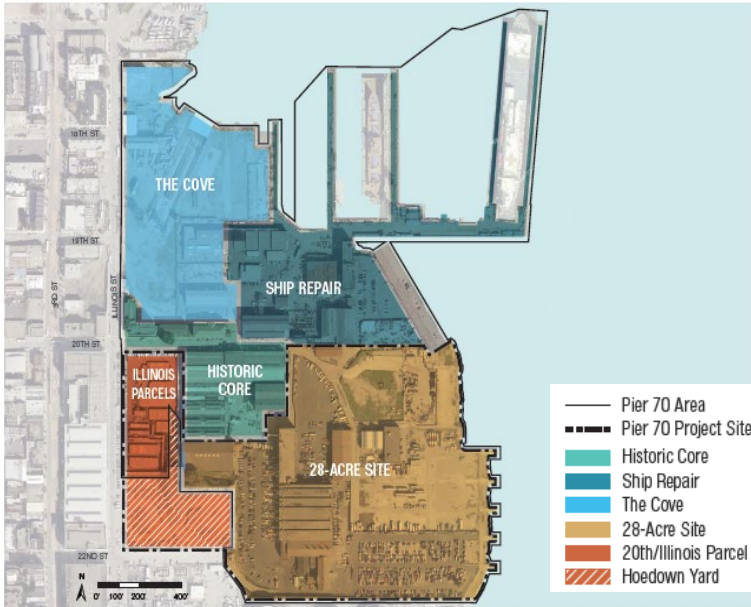 18TH ST
THE COVE
19TH ST
3RD ST
ILLINOIS ST
SHIP REPAIR
20TH ST
ILLINOIS
PARCELS
HISTORIC
CORE
28-ACRE SITE
22ND ST
N
0' 100' 200' 400'
Pier 70 Area
Pier 70 Project Site
Historic Core
Ship Repair
The Cove
28-Acre Site
20th/Illinois Parcel
Hoedown Yard